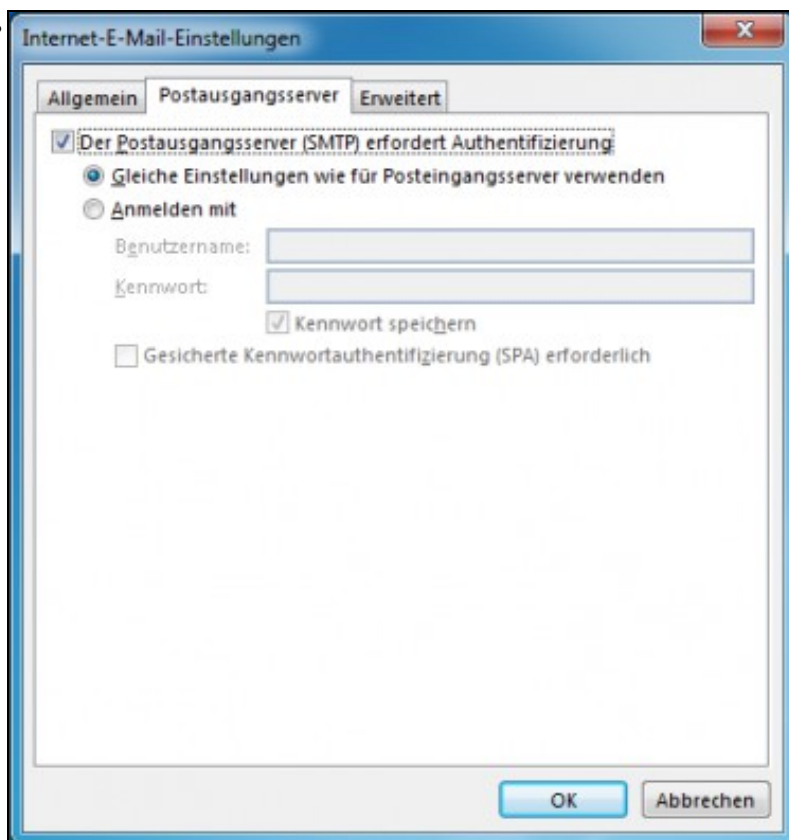 Internet-E-Mail-Einstellungen
Allgemein Postausgangsserver Erweitert
Der Postausgangsserver (SMTP) erfordert Authentifizierung
Gleiche Einstellungen wie für Posteingangsserver verwenden
Anmelden mit
Benutzername:
Kennwort:
Kennwort speichern
Gesicherte Kennwortauthentifizierung (SPA) erforderlich
OK Abbrechen